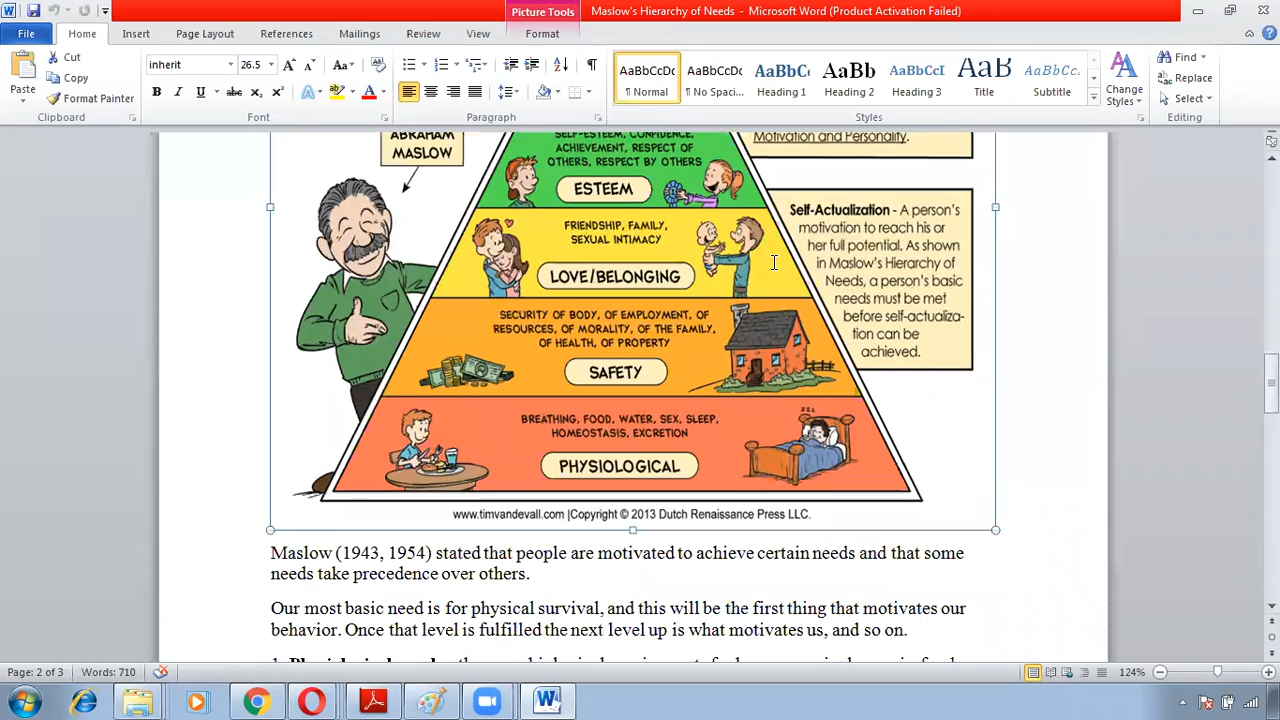 Picture Tools
Maslow's Hierarchy of Needs - Microsoft Word (Product Activation Failed)
File Home Insert Page Layout References Mailings Review View Format
Paste
Cut
Copy
Format Painter
Clipboard
inherit 26.5
Font
Paragraph
AaBbCcDc AaBbCcDc AaBbCc AaBbCc AaBbCcI AaB AaBbCc.
¶ Normal ¶ No Spaci... Heading 1 Heading 2 Heading 3 Title Subtitle
Change Styles
Styles
Find
Replace
Select
Editing
ABRAHAM
MASLOW
SELF-ESTEEM, CONFIDENCE,
ACHIEVEMENT, RESPECT OF
OTHERS, RESPECT BY OTHERS
ESTEEM
Motivation and Personality.
FRIENDSHIP, FAMILY,
SEXUAL INTIMACY
LOVE/BELONGING
Self-Actualization - A person's
motivation to reach his or
her full potential. As shown
in Maslow's Hierarchy of
Needs, a person's basic
needs must be met
before self-actualiza-
tion can be
achieved.
SECURITY OF BODY, OF EMPLOYMENT, OF
RESOURCES, OF MORALITY, OF THE FAMILY,
OF HEALTH, OF PROPERTY
SAFETY
BREATHING, FOOD, WATER, SEX, SLEEP,
HOMEOSTASIS, EXCRETION
PHYSIOLOGICAL
zzz
www.timvandevall.com |Copyright © 2013 Dutch Renaissance Press LLC.
Maslow (1943, 1954) stated that people are motivated to achieve certain needs and that some
needs take precedence over others.
Our most basic need is for physical survival, and this will be the first thing that motivates our
behavior. Once that level is fulfilled the next level up is what motivates us, and so on.
Page: 2 of 3 Words: 710 124%